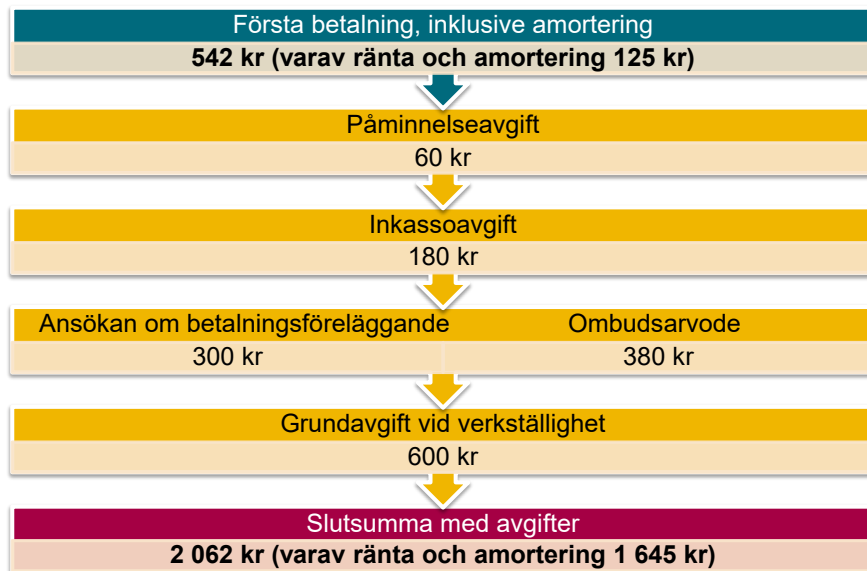 Första betalning, inklusive amortering
542 kr (varav ränta och amortering 125 kr)
Påminnelseavgift
60 kr
Inkassoavgift
180 kr
Ansökan om betalningsföreläggande Ombudsarvode
300 kr 380 kr
Grundavgift vid verkställighet
600 kr
Slutsumma med avgifter
2 062 kr (varav ränta och amortering 1 645 kr)